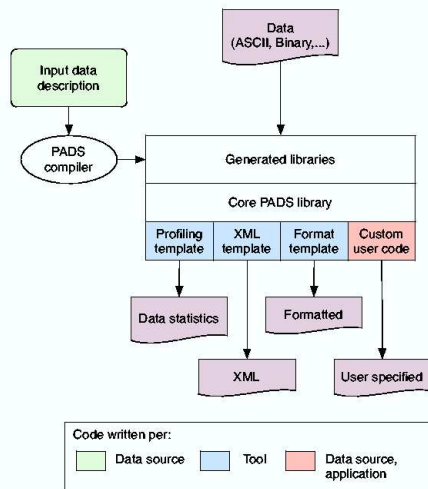 Data
(ASCII, Binary,...)
Input data
description
PADS
compiler
Generated libraries
Core PADS library
Profiling
template
XML
template
Format
template
Custom
user code
Data statistics
Formatted
XML
User specified
Code written per:
Data source
Tool
Data source,
application